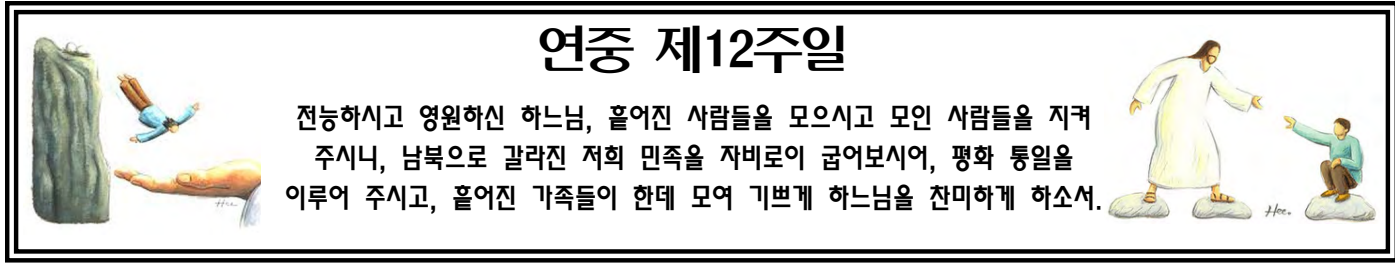 연중 제12주일
전능하시고 영원하신 하느님, 흩어진 사람들을 모으시고 모인 사람들을 지켜
주시니, 남북으로 갈라진 저희 민족을 자비로이 굽어보시어, 평화 통일을
이루어 주시고, 흩어진 가족들이 한데 모여 기쁘게 하느님을 찬미하게 하소서.
Hee
Hee.